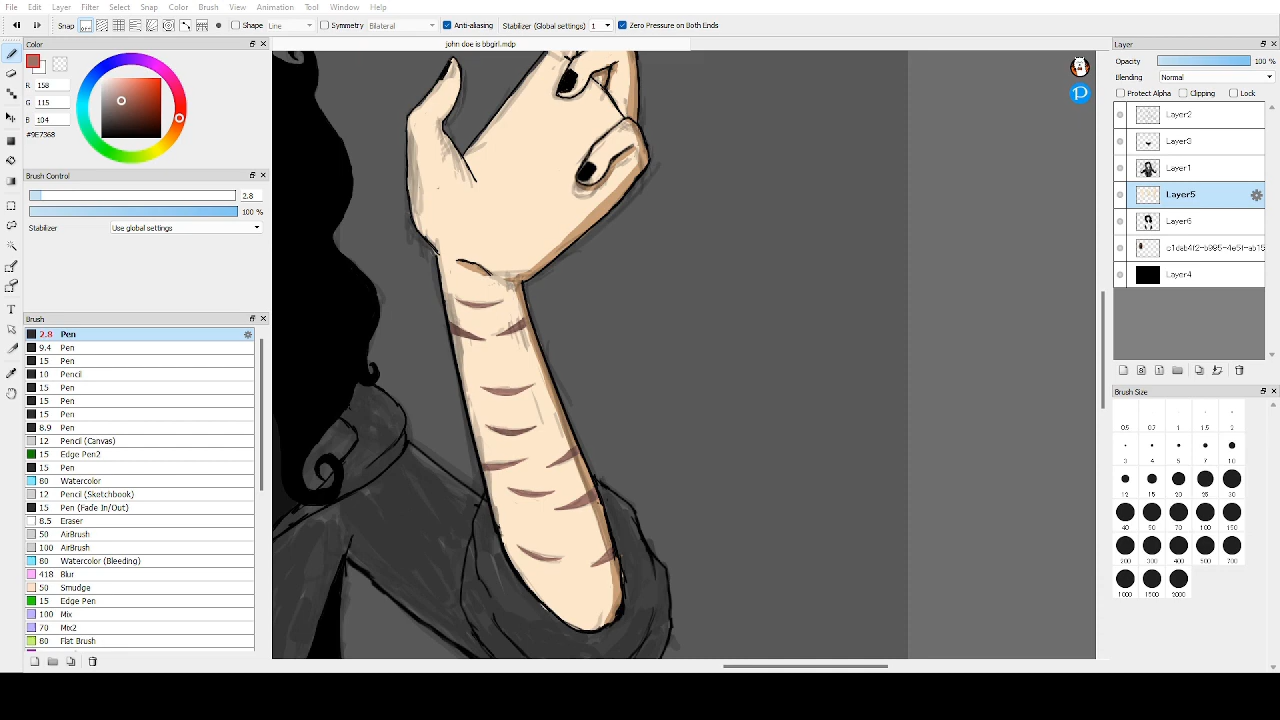 File Edit Layer Filter Select Snap Color Brush View Animation Tool Window Help
Snap Shape Line Symmetry Bilateral Anti-aliasing Stabilizer (Global settings) 1 Zero Pressure on Both Ends
john doe is bbgirl.mdp
Color
R 158
G 115
B 104
#9E7368
Brush Control
2.8
100 %
Stabilizer Use global settings
Brush
2.8 Pen
9.4 Pen
15 Pen
10 Pencil
15 Pen
15 Pen
15 Pen
8.9 Pen
12 Pencil (Canvas)
15 Edge Pen2
15 Pen
80 Watercolor
12 Pencil (Sketchbook)
15 Pen (Fade In/Out)
8.5 Eraser
50 AirBrush
100 AirBrush
80 Watercolor (Bleeding)
418 Blur
50 Smudge
15 Edge Pen
100 Mix
70 Mix2
80 Flat Brush
Layer
Opacity 100 %
Blending Normal
Protect Alpha Clipping Lock
Layer2
Layer3
Layer1
Layer5
Layer6
Layer4
Brush Size
0.5 0.7 1 1.5 2
3 4 5 7 10
12 15 20 25 30
40 50 70 100 150
200 300 400 500 700
1000 1500 2000